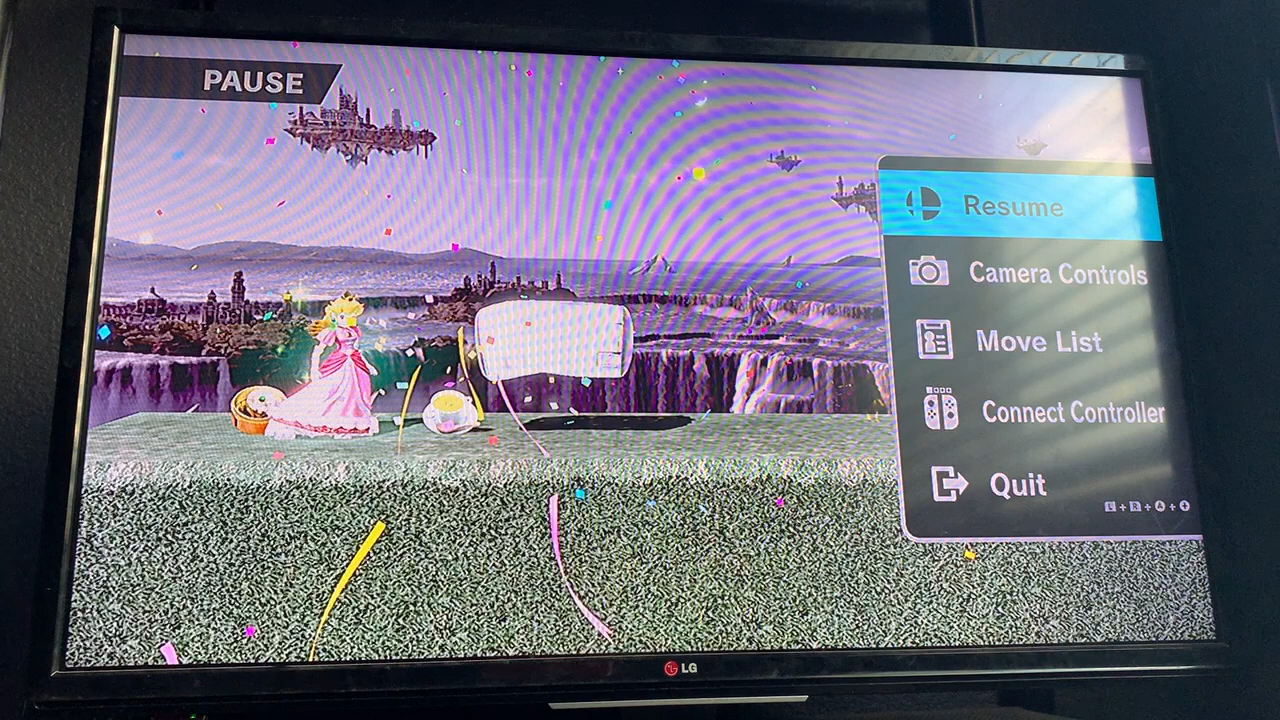 PAUSE
Resume
Camera Controls
Move List
Connect Controller
Quit
L+R+A+
LG